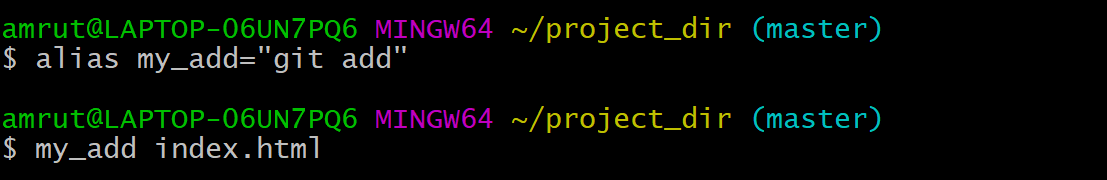 amrut@LAPTOP-06UN7PQ6 MINGW64 ~/project_dir (master)
$ alias my_add="git add"
amrut@LAPTOP-06UN7PQ6 MINGW64 ~/project_dir (master)
$ my_add index.html